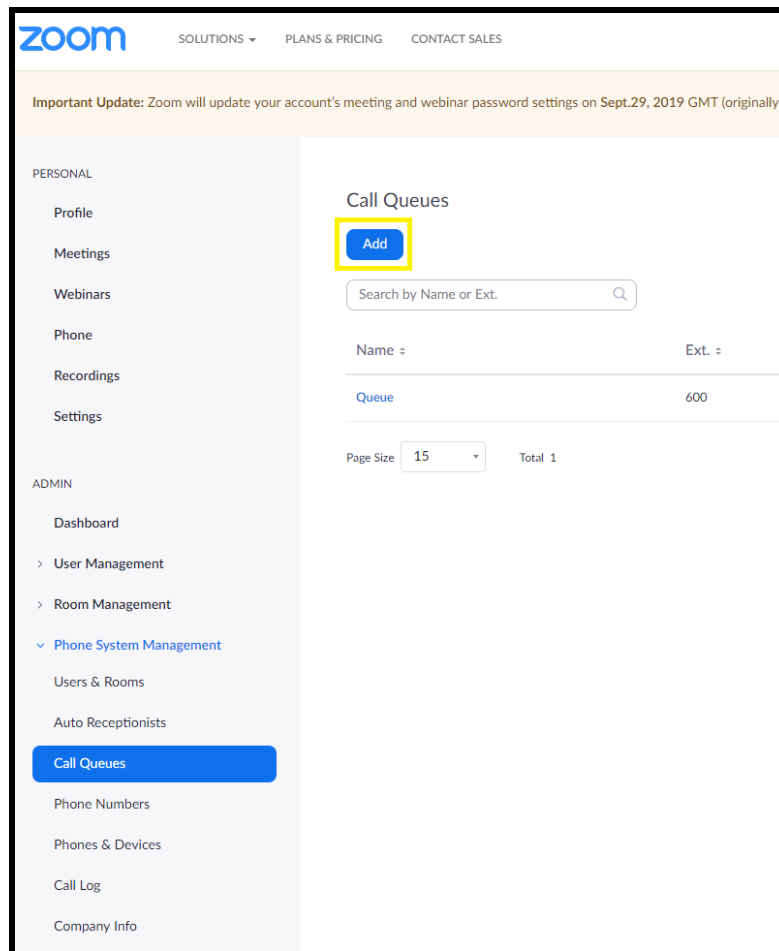 zoom
SOLUTIONS PLANS & PRICING CONTACT SALES
Important Update: Zoom will update your account's meeting and webinar password settings on Sept.29, 2019 GMT (originally
PERSONAL
Profile
Meetings
Webinars
Phone
Recordings
Settings
ADMIN
Dashboard
User Management
Room Management
Phone System Management
Users & Rooms
Auto Receptionists
Call Queues
Phone Numbers
Phones & Devices
Call Log
Company Info
Call Queues
Add
Search by Name or Ext.
Name Ext.
Queue 600
Page Size 15 Total 1